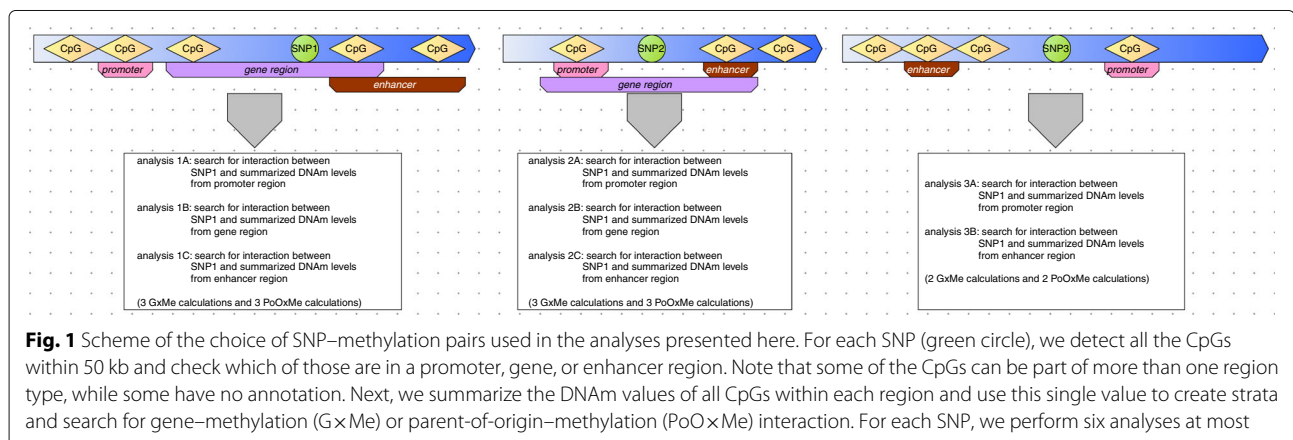 CpG CpG CpG SNP1 CpG CpG
promoter gene region
enhancer
analysis 1A: search for interaction between
SNP1 and summarized DNAm levels
from promoter region
analysis 1B: search for interaction between
SNP1 and summarized DNAm levels
from gene region
analysis 1C: search for interaction between
SNP1 and summarized DNAm levels
from enhancer region
(3 GxMe calculations and 3 PoOxMe calculations)
CpG SNP2 CpG CpG
promoter enhancer
gene region
analysis 2A: search for interaction between
SNP1 and summarized DNAm levels
from promoter region
analysis 2B: search for interaction between
SNP1 and summarized DNAm levels
from gene region
analysis 2C: search for interaction between
SNP1 and summarized DNAm levels
from enhancer region
(3 GxMe calculations and 3 PoOxMe calculations)
CpG CpG CpG SNP3 CpG
enhancer promoter
analysis 3A: search for interaction between
SNP1 and summarized DNAm levels
from promoter region
analysis 3B: search for interaction between
SNP1 and summarized DNAm levels
from enhancer region
(2 GxMe calculations and 2 PoOxMe calculations)
Fig. 1 Scheme of the choice of SNP–methylation pairs used in the analyses presented here. For each SNP (green circle), we detect all the CpGs
within 50 kb and check which of those are in a promoter, gene, or enhancer region. Note that some of the CpGs can be part of more than one region
type, while some have no annotation. Next, we summarize the DNAm values of all CpGs within each region and use this single value to create strata
and search for gene–methylation (G×Me) or parent-of-origin–methylation (PoO×Me) interaction. For each SNP, we perform six analyses at most